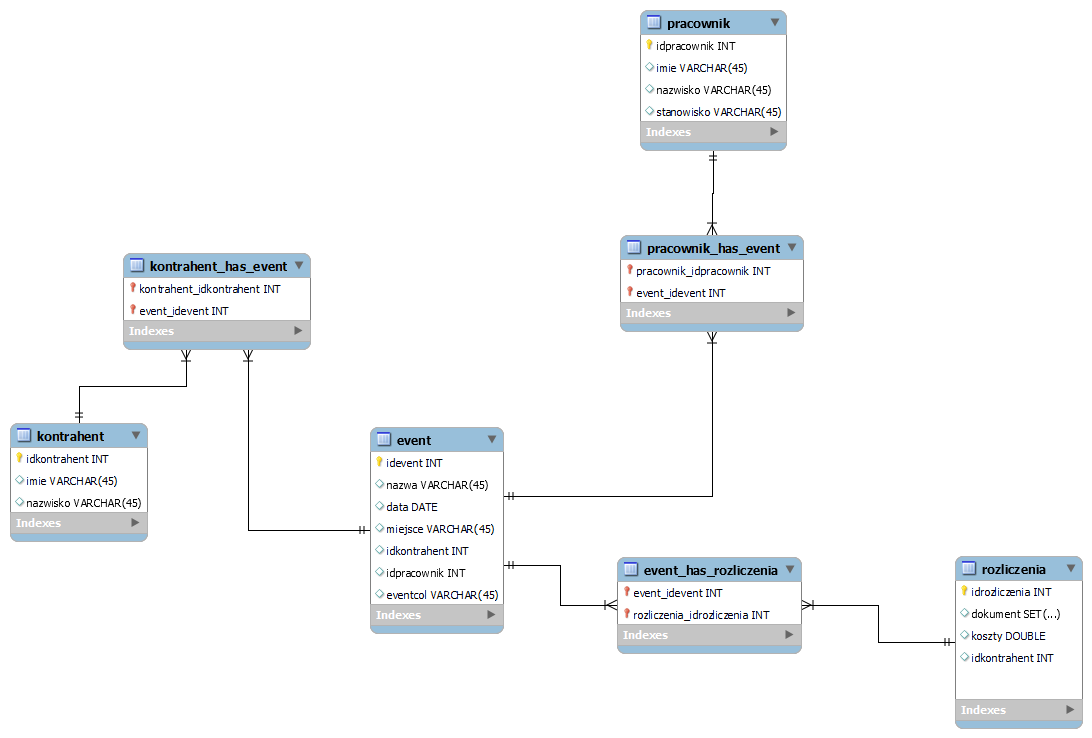 pracownik
idpracownik INT
imie VARCHAR(45)
nazwisko VARCHAR(45)
stanowisko VARCHAR(45)
Indexes
pracownik_has_event
pracownik_idpracownik INT
event_idevent INT
Indexes
kontrahent_has_event
kontrahent_idkontrahent INT
event_idevent INT
Indexes
kontrahent
idkontrahent INT
imie VARCHAR(45)
nazwisko VARCHAR(45)
Indexes
event
idevent INT
nazwa VARCHAR(45)
data DATE
miejsce VARCHAR(45)
idkontrahent INT
idpracownik INT
eventcol VARCHAR(45)
Indexes
event_has_rozliczenia
event_idevent INT
rozliczenia_idrozliczenia INT
Indexes
rozliczenia
idrozliczenia INT
dokument SET(...)
koszty DOUBLE
idkontrahent INT
Indexes